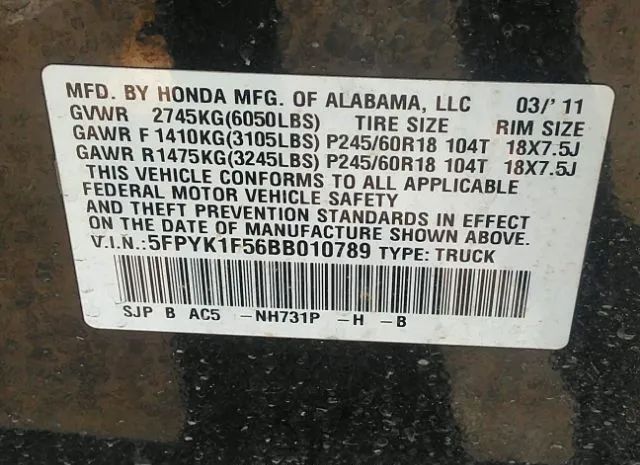 MFD. BY HONDA MFG. OF ALABAMA, LLC 03/'11
GVWR 2745KG(6050LBS) TIRE SIZE RIM SIZE
GAWR F 1410KG(3105LBS) P245/60R18 104T 18X7.5J
GAWR R1475KG(3245LBS) P245/60R18 104T 18X7.5J
THIS VEHICLE CONFORMS TO ALL APPLICABLE
FEDERAL MOTOR VEHICLE SAFETY
AND THEFT PREVENTION STANDARDS IN EFFECT
ON THE DATE OF MANUFACTURE SHOWN ABOVE.
V.I.N.:5FPYK1F56BB010789 TYPE: TRUCK
SJP B AC5 -NH731P -H -B